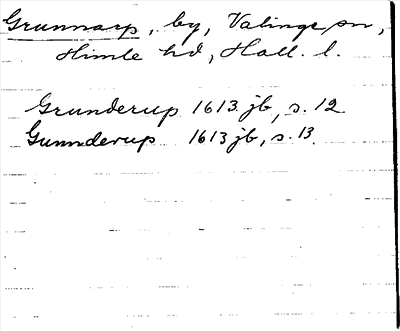 Grunnarp, by, Valinge sn,
Himle hd, Hall. l.
Grunderup 1613 jb, s. 12
Gunnderup 1613 jb, s. 13.